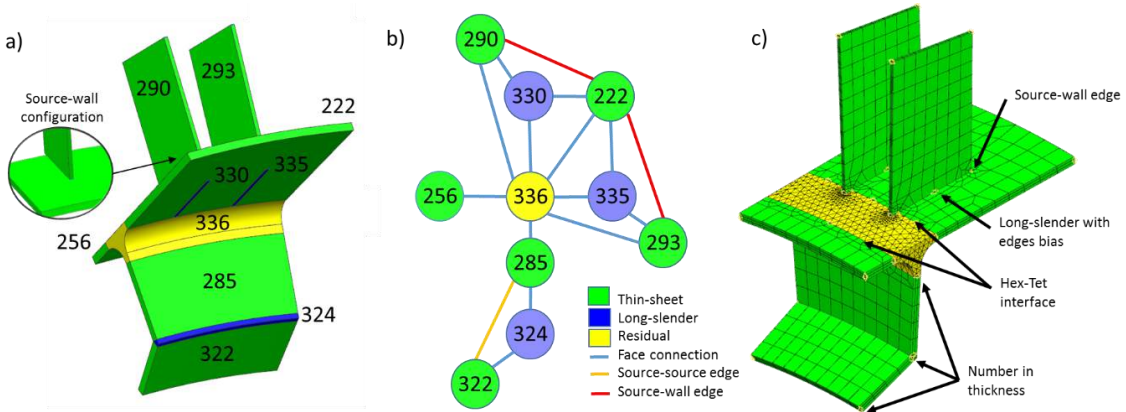 a)
290
293
222
Source-wall
configuration
330
335
336
256
285
324
322
b)
290
330
222
256
336
335
293
285
324
322
Thin-sheet
Long-slender
Residual
Face connection
Source-source edge
Source-wall edge
c)
Source-wall edge
Long-slender with
edges bias
Hex-Tet
interface
Number in
thickness